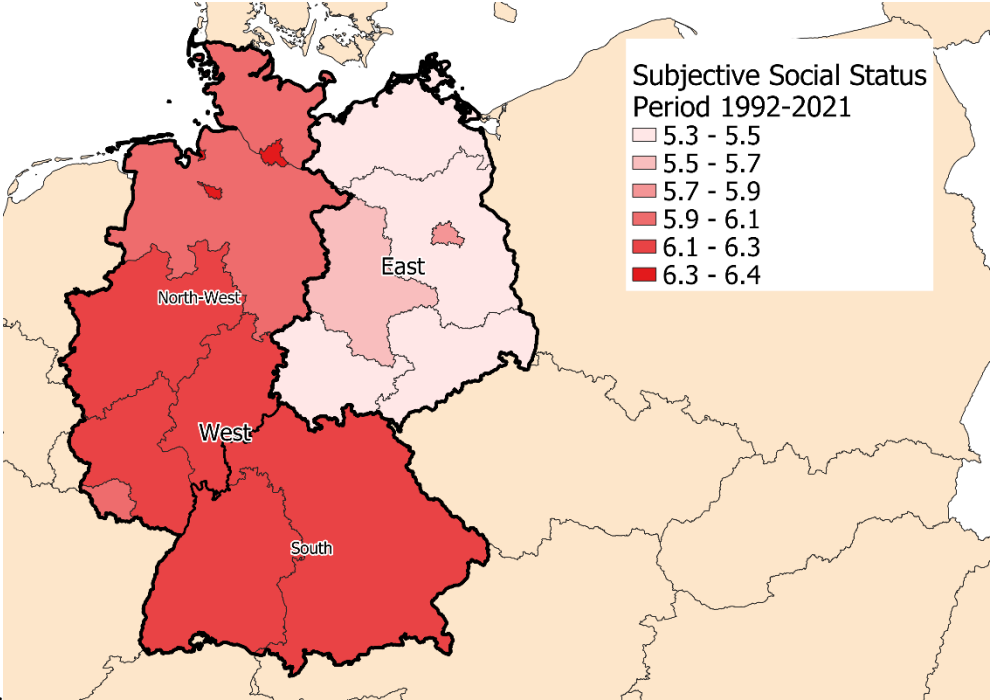 Subjective Social Status
Period 1992-2021
5.3 - 5.5
5.5 - 5.7
5.7 - 5.9
5.9 - 6.1
6.1 - 6.3
6.3 - 6.4
East
North-West
West
South